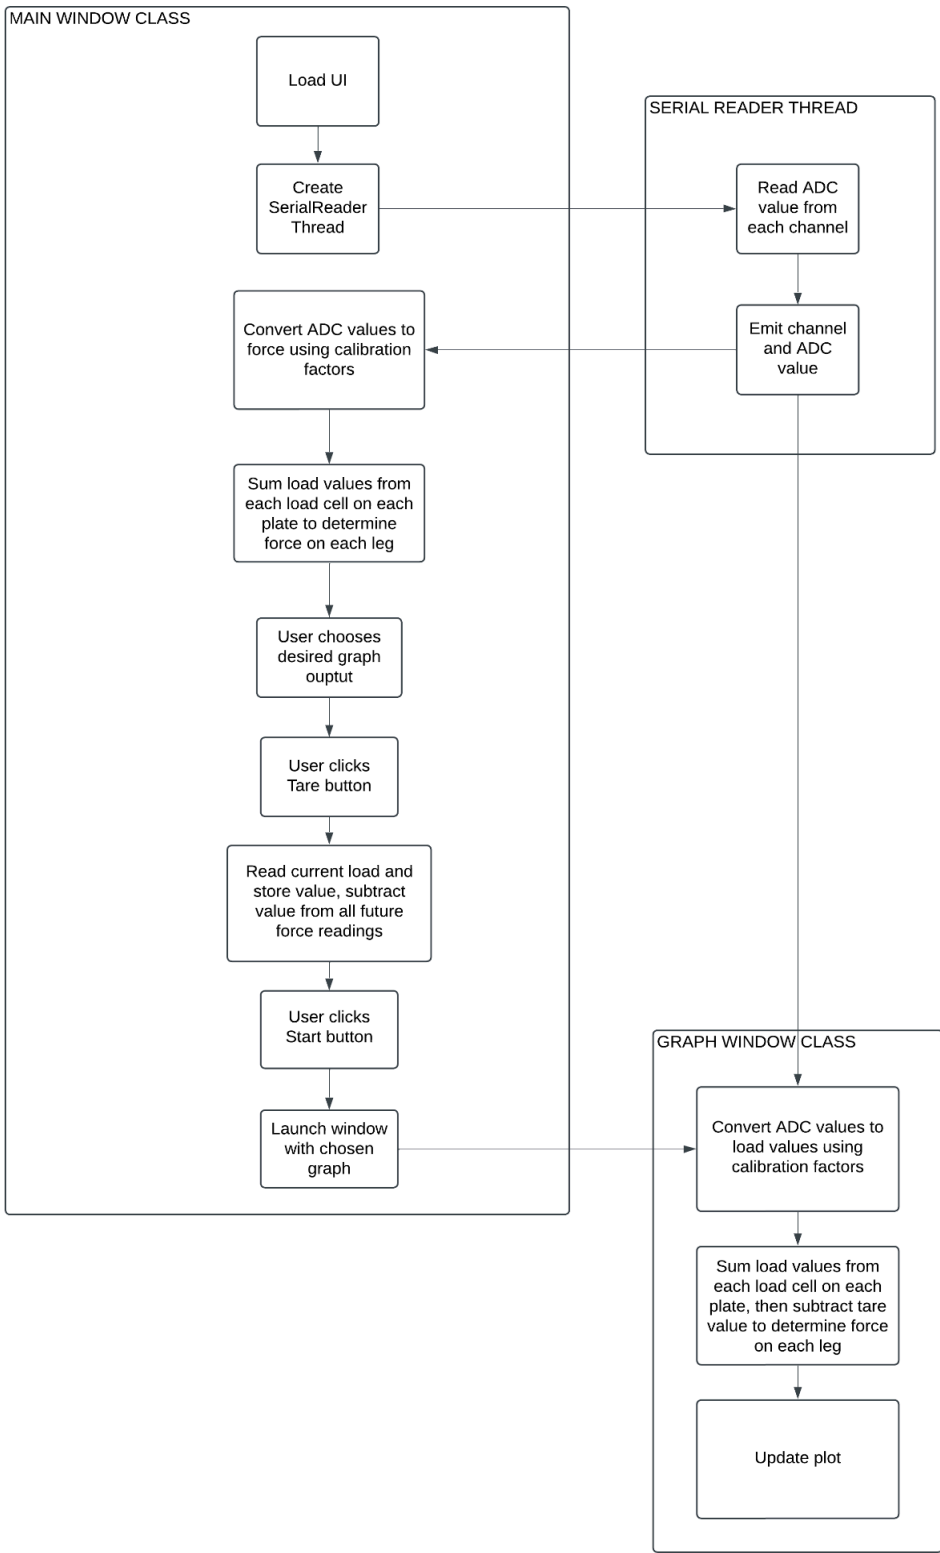 MAIN WINDOW CLASS
Load UI
Create
SerialReader
Thread
Convert ADC values to
force using calibration
factors
Sum load values from
each load cell on each
plate to determine
force on each leg
User chooses
desired graph
ouptut
User clicks
Tare button
Read current load and
store value, subtract
value from all future
force readings
User clicks
Start button
Launch window
with chosen
graph
SERIAL READER THREAD
Read ADC
value from
each channel
Emit channel
and ADC
value
GRAPH WINDOW CLASS
Convert ADC values to
load values using
calibration factors
Sum load values from
each load cell on each
plate, then subtract tare
value to determine force
on each leg
Update plot